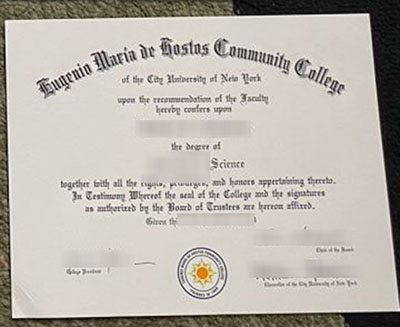 Eugenio María de Hostos Community College
of the City University of New York
upon the recommendation of the Faculty
hereby confers upon
the degree of
Science
together with all the rights, privileges, and honors appertaining thereto.
In Testimony Whereof the seal of the College and the signatures
as authorized by the Board of Trustees are hereon affixed.
Given th
Clerk of the Board
College President
Chancellor of the City University of New York